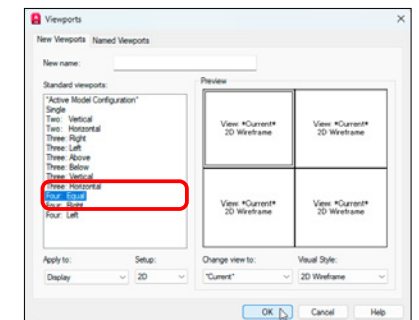 Viewports
New Viewports Named Viewports
New name:
Standard viewports:
Preview
*Active Model Configuration*
Single
Two: Vertical
Two: Horizontal
Three: Right
Three: Left
Three: Above
Three: Below
Three: Vertical
Three: Horizontal
Four: Equal
Four: Right
Four: Left
View: *Current*
2D Wireframe
View: *Current*
2D Wireframe
View: *Current*
2D Wireframe
View: *Current*
2D Wireframe
Apply to: Setup: Change view to: Visual Style:
Display 2D *Current* 2D Wireframe
OK Cancel Help